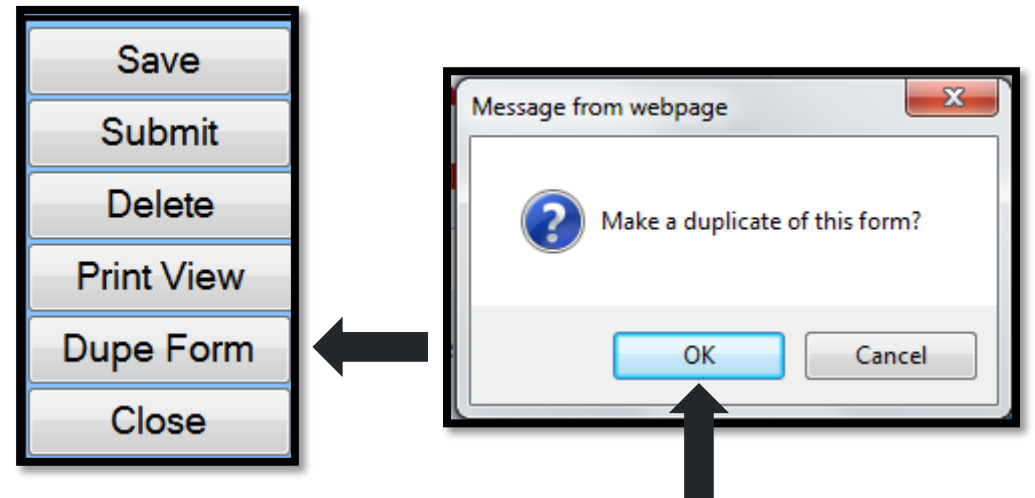 Save
Submit
Delete
Print View
Dupe Form
Close
Message from webpage
Make a duplicate of this form?
OK
Cancel